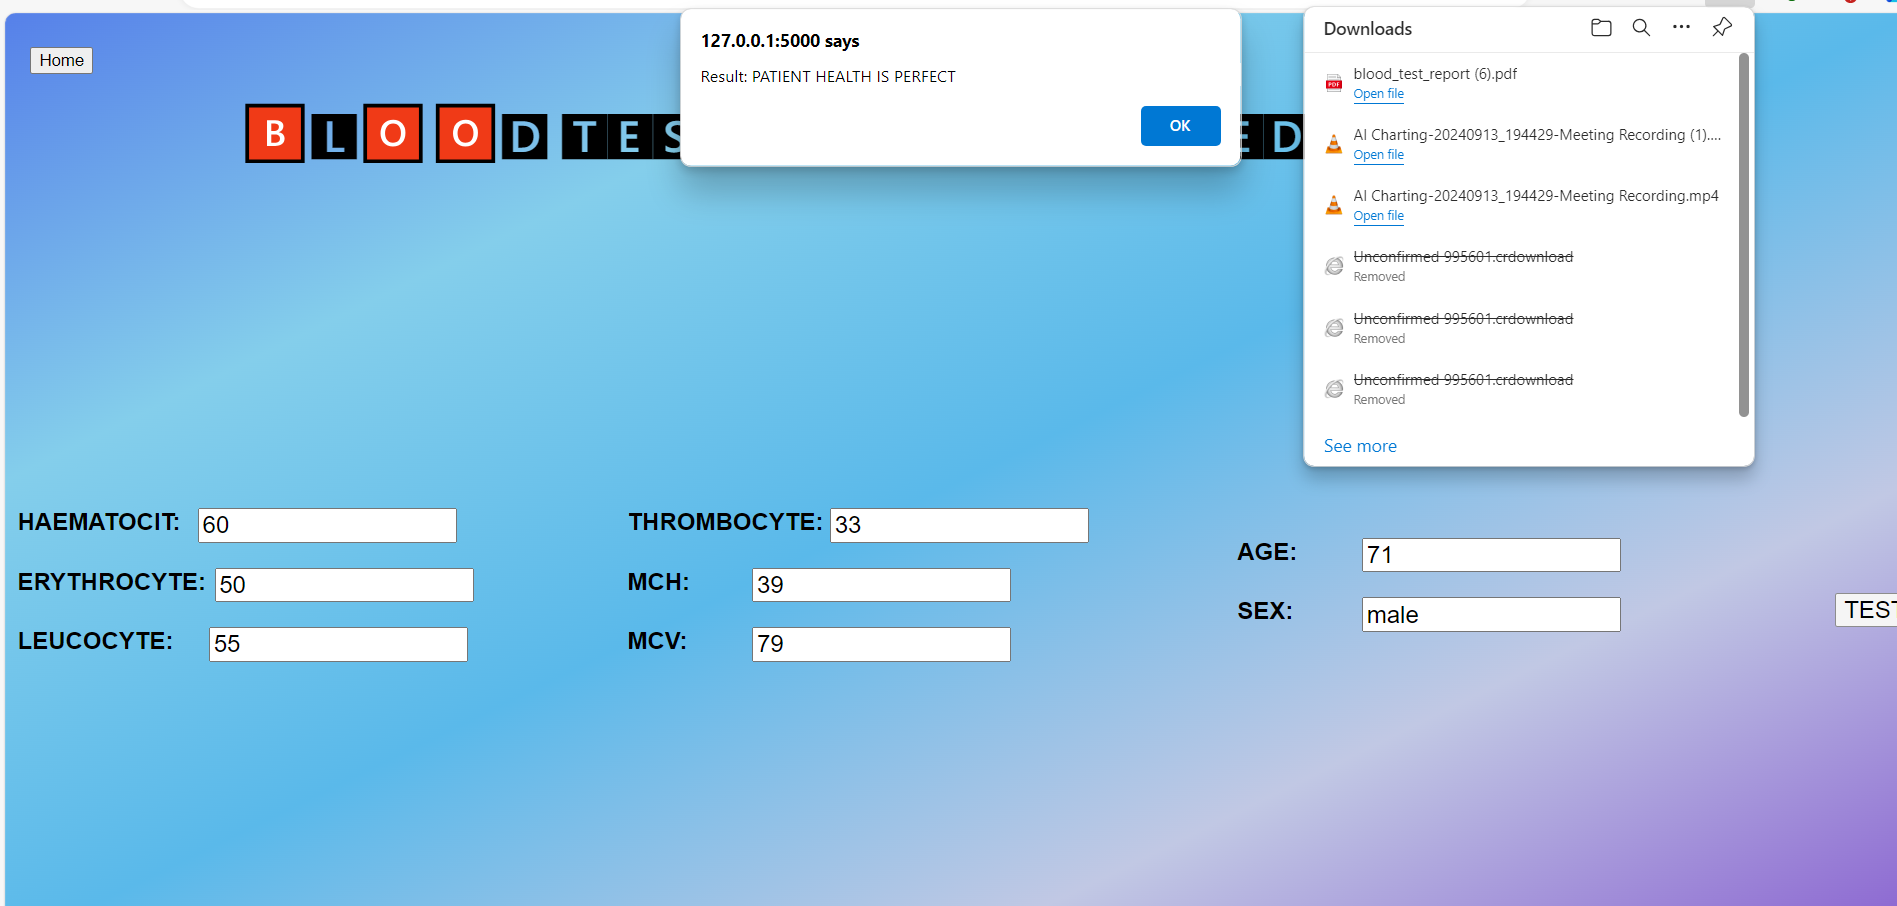 Home
127.0.0.1:5000 says
Result: PATIENT HEALTH IS PERFECT
OK
BLOOD TES
ED
Downloads
blood_test_report (6).pdf
Open file
AI Charting-20240913_194429-Meeting Recording (1)....
Open file
AI Charting-20240913_194429-Meeting Recording.mp4
Open file
Unconfirmed 995601.crdownload
Removed
Unconfirmed 995601.crdownload
Removed
Unconfirmed 995601.crdownload
Removed
See more
HAEMATOCIT: 60
ERYTHROCYTE: 50
LEUCOCYTE: 55
THROMBOCYTE: 33
MCH: 39
MCV: 79
AGE: 71
SEX: male
TEST